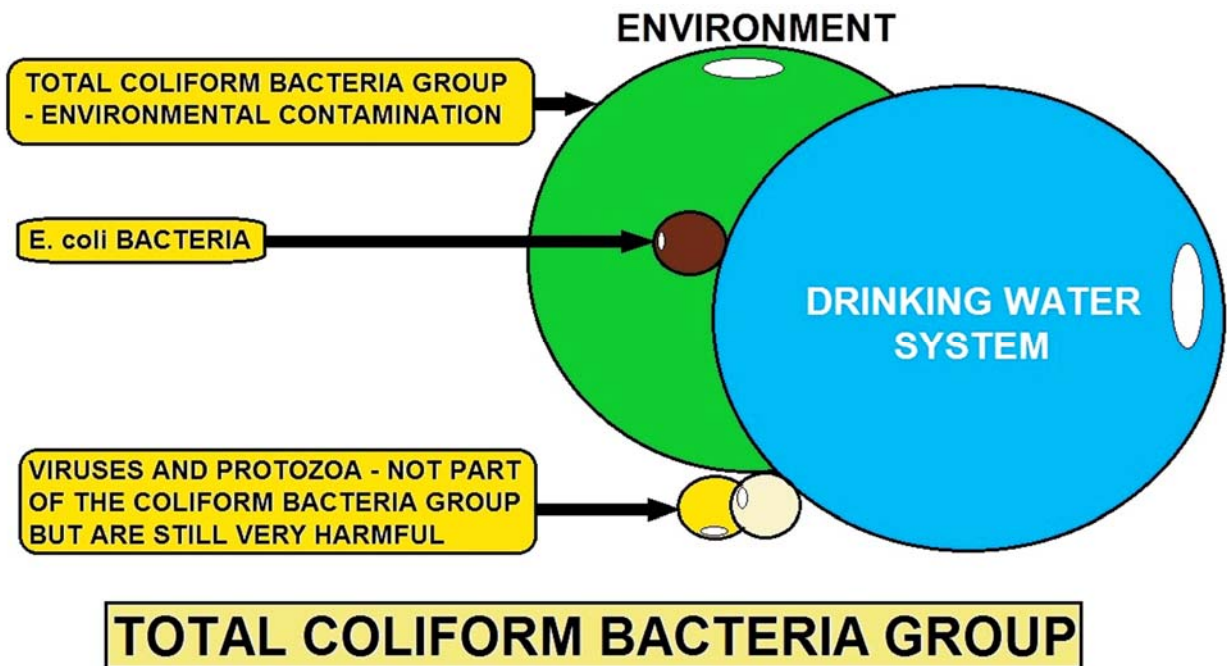 ENVIRONMENT
TOTAL COLIFORM BACTERIA GROUP
- ENVIRONMENTAL CONTAMINATION
E. coli BACTERIA
DRINKING WATER
SYSTEM
VIRUSES AND PROTOZOA - NOT PART
OF THE COLIFORM BACTERIA GROUP
BUT ARE STILL VERY HARMFUL
TOTAL COLIFORM BACTERIA GROUP